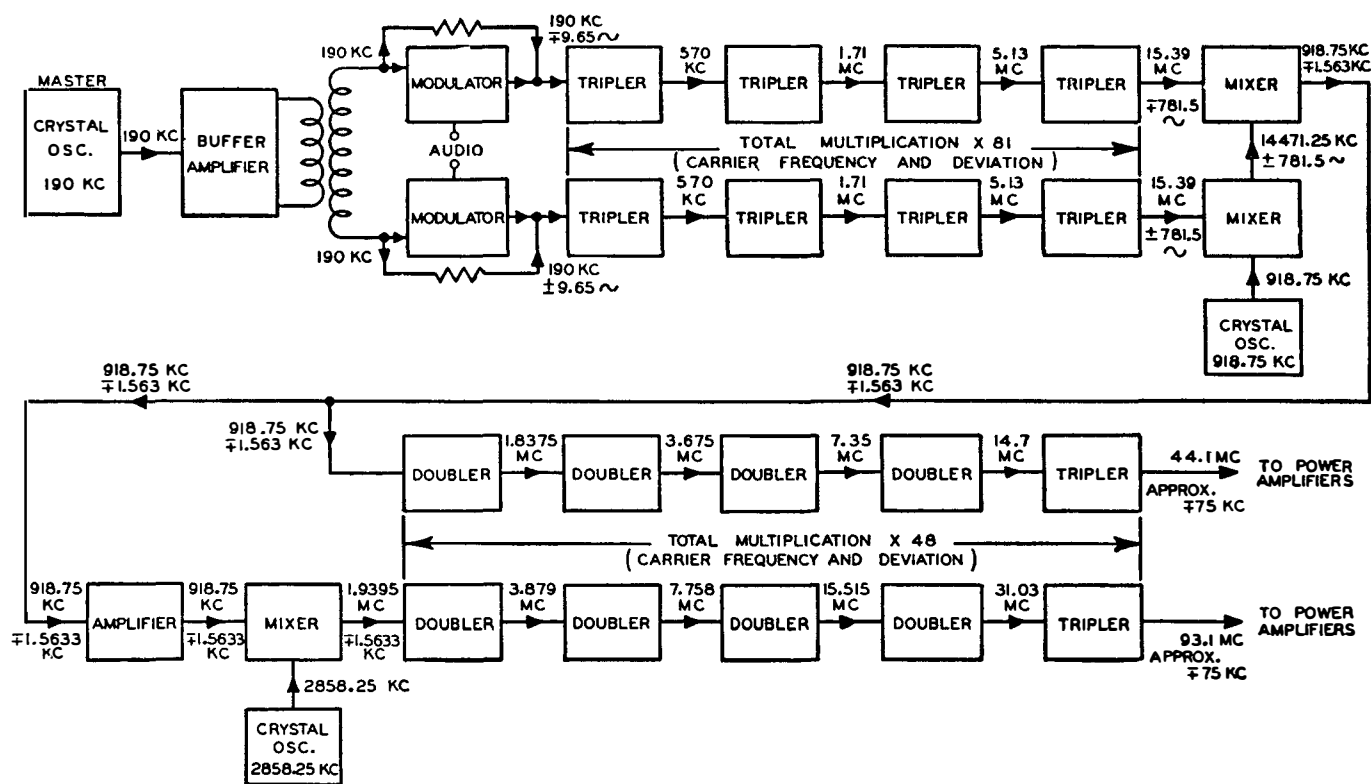 MASTER
CRYSTAL
OSC.
190 KC
190 KC
BUFFER
AMPLIFIER
190 KC
190 KC
∓9.65 ~
MODULATOR
AUDIO
MODULATOR
190 KC
190 KC
±9.65 ~
TRIPLER
570
KC
TRIPLER
1.71
MC
TRIPLER
5.13
MC
TRIPLER
15.39
MC
∓781.5
~
MIXER
918.75 KC
∓1.563 KC
TOTAL MULTIPLICATION X 81
(CARRIER FREQUENCY AND DEVIATION)
14471.25 KC
±781.5 ~
TRIPLER
570
KC
TRIPLER
1.71
MC
TRIPLER
5.13
MC
TRIPLER
15.39
MC
±781.5
~
MIXER
918.75 KC
CRYSTAL
OSC.
918.75 KC
918.75 KC
∓1.563 KC
918.75 KC
∓1.563 KC
918.75 KC
∓1.563 KC
DOUBLER
1.8375
MC
DOUBLER
3.675
MC
DOUBLER
7.35
MC
DOUBLER
14.7
MC
TRIPLER
44.1 MC
APPROX.
∓75 KC
TO POWER
AMPLIFIERS
TOTAL MULTIPLICATION X 48
(CARRIER FREQUENCY AND DEVIATION)
918.75
KC
∓1.5633
KC
AMPLIFIER
918.75
KC
∓1.5633
KC
MIXER
1.9395
MC
∓1.5633
KC
DOUBLER
3.879
MC
DOUBLER
7.758
MC
DOUBLER
15.515
MC
DOUBLER
31.03
MC
TRIPLER
93.1 MC
APPROX.
∓75 KC
TO POWER
AMPLIFIERS
2858.25 KC
CRYSTAL
OSC.
2858.25 KC